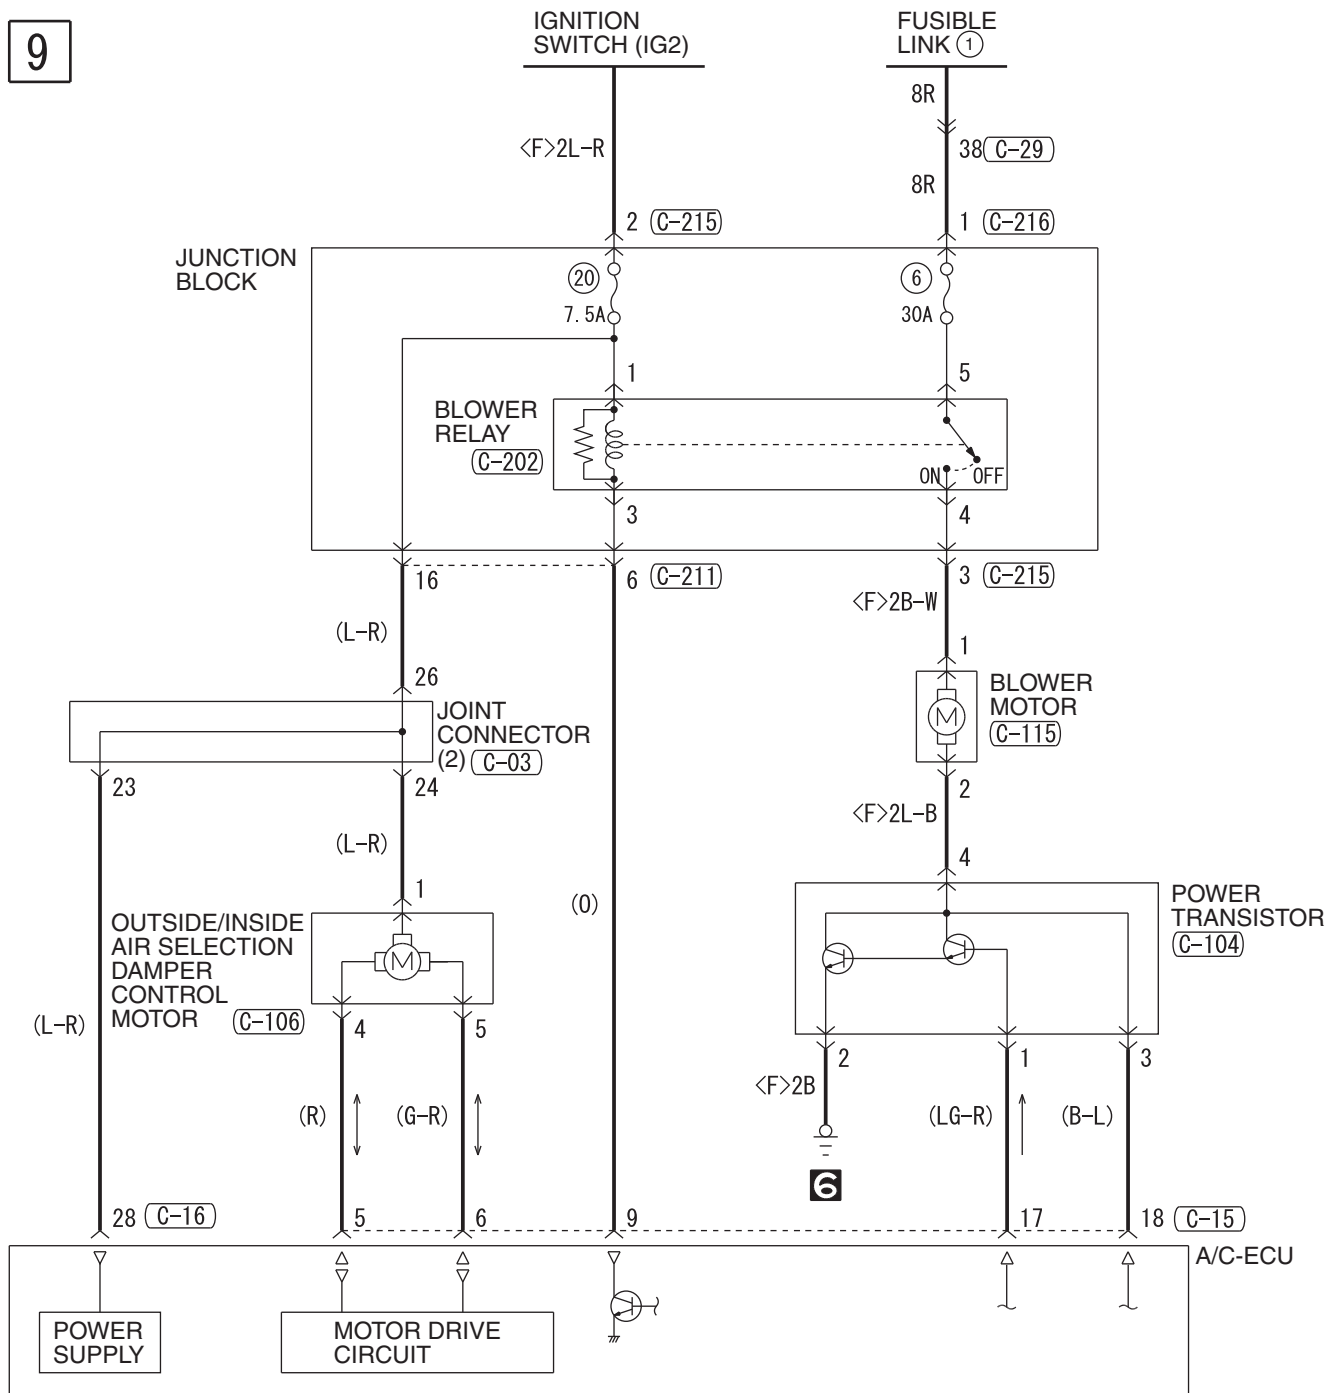 9
IGNITION
SWITCH (IG2)
FUSIBLE
LINK ①
8R
<F>2L-R
38 C-29
8R
2 C-215
1 C-216
JUNCTION
BLOCK
20
7.5A
6
30A
1
5
BLOWER
RELAY
C-202
ON
OFF
3
4
16
6 C-211
3 C-215
<F>2B-W
(L-R)
1
26
BLOWER
MOTOR
C-115
M
JOINT
CONNECTOR
(2) C-03
23
24
2
<F>2L-B
(L-R)
4
1
(O)
POWER
TRANSISTOR
C-104
OUTSIDE/INSIDE
AIR SELECTION
DAMPER
CONTROL
MOTOR
C-106
M
(L-R)
4
5
2
1
3
<F>2B
(R)
(G-R)
(LG-R)
(B-L)
6
28 C-16
5
6
9
17
18 C-15
A/C-ECU
POWER
SUPPLY
MOTOR DRIVE
CIRCUIT